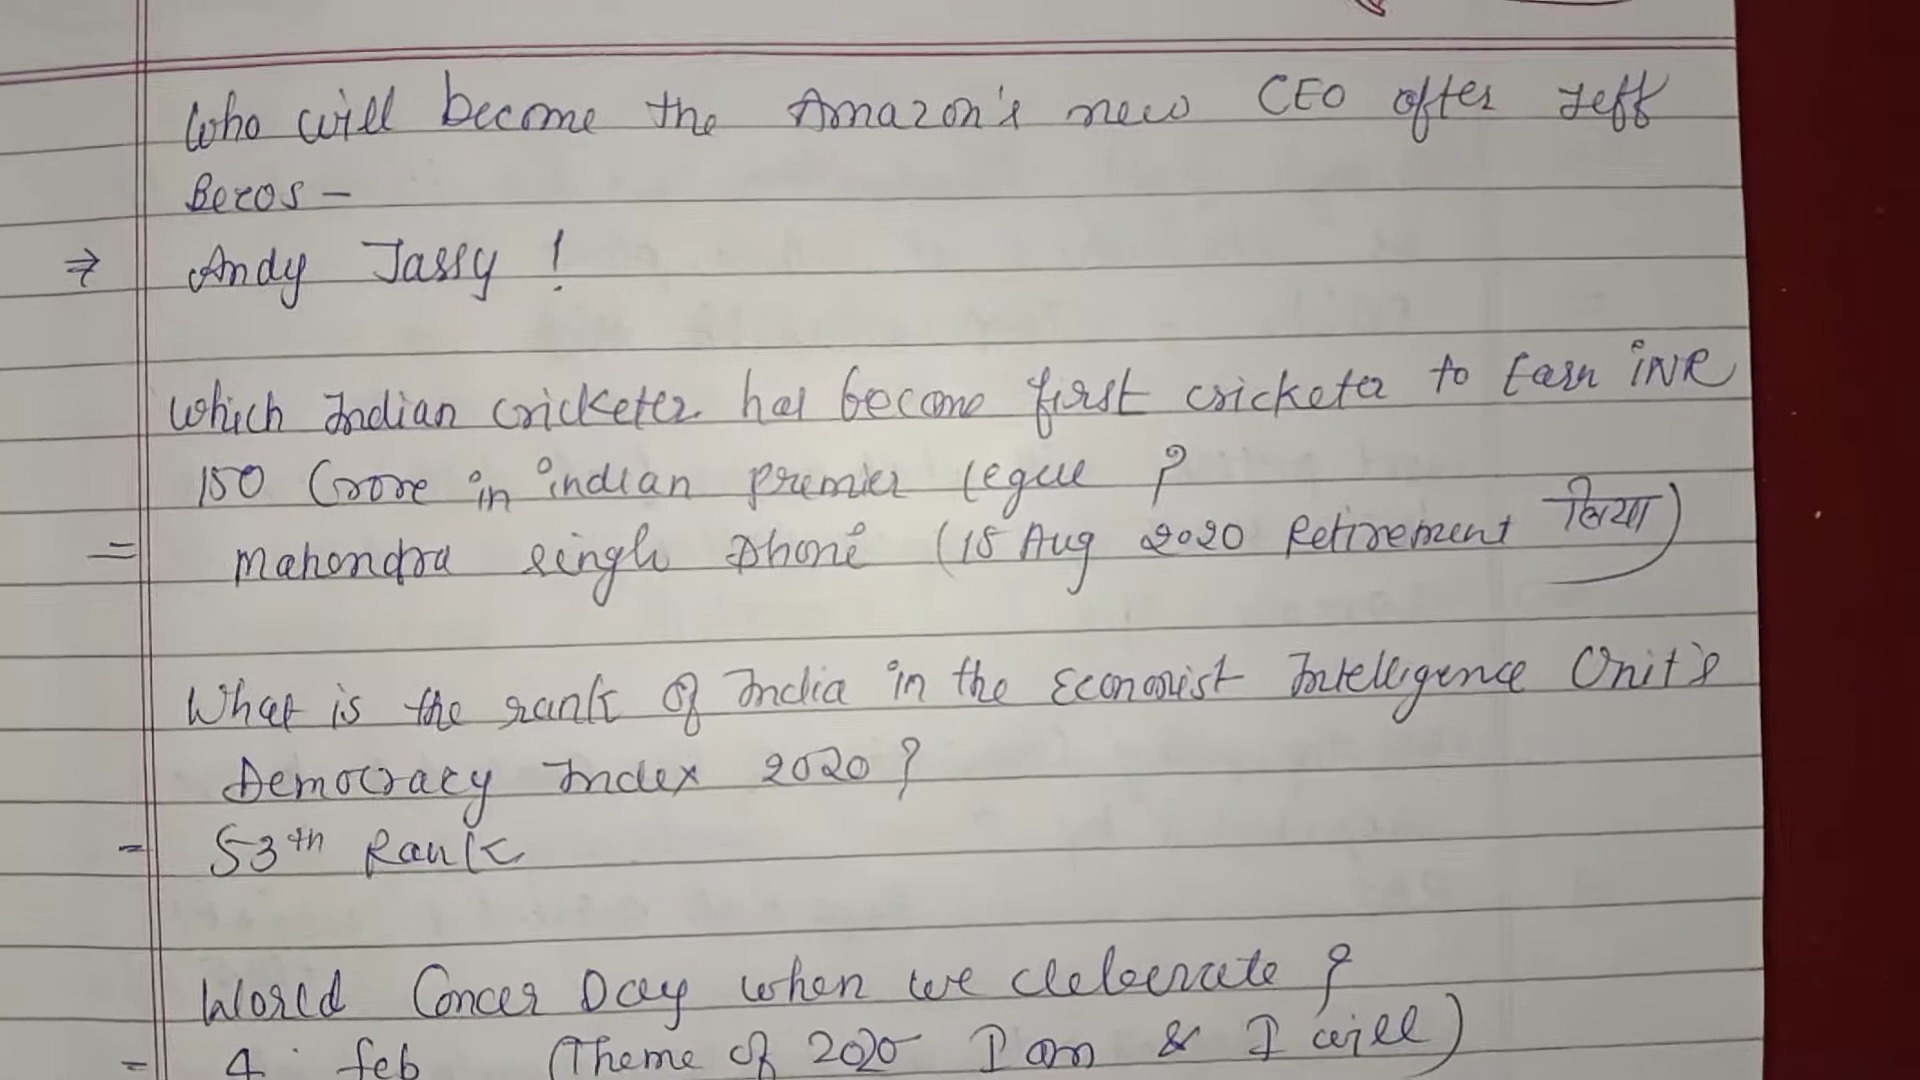 Who will become the Amazon's new CEO after Jeff
Bezos -
⇒ Andy Jassy !
Which Indian cricketer has become first cricketer to Earn INR
150 Crore in indian premier legue ?
= Mahendra singh Dhoni (15 Aug 2020 Retirement लिया)
What is the rank of India in the Economist Intelligence Unit's
Democracy Index 2020 ?
- 53th Rank
World Cancer Day when we clelebrate ?
- 4 feb (Theme of 2020 I am & I will)